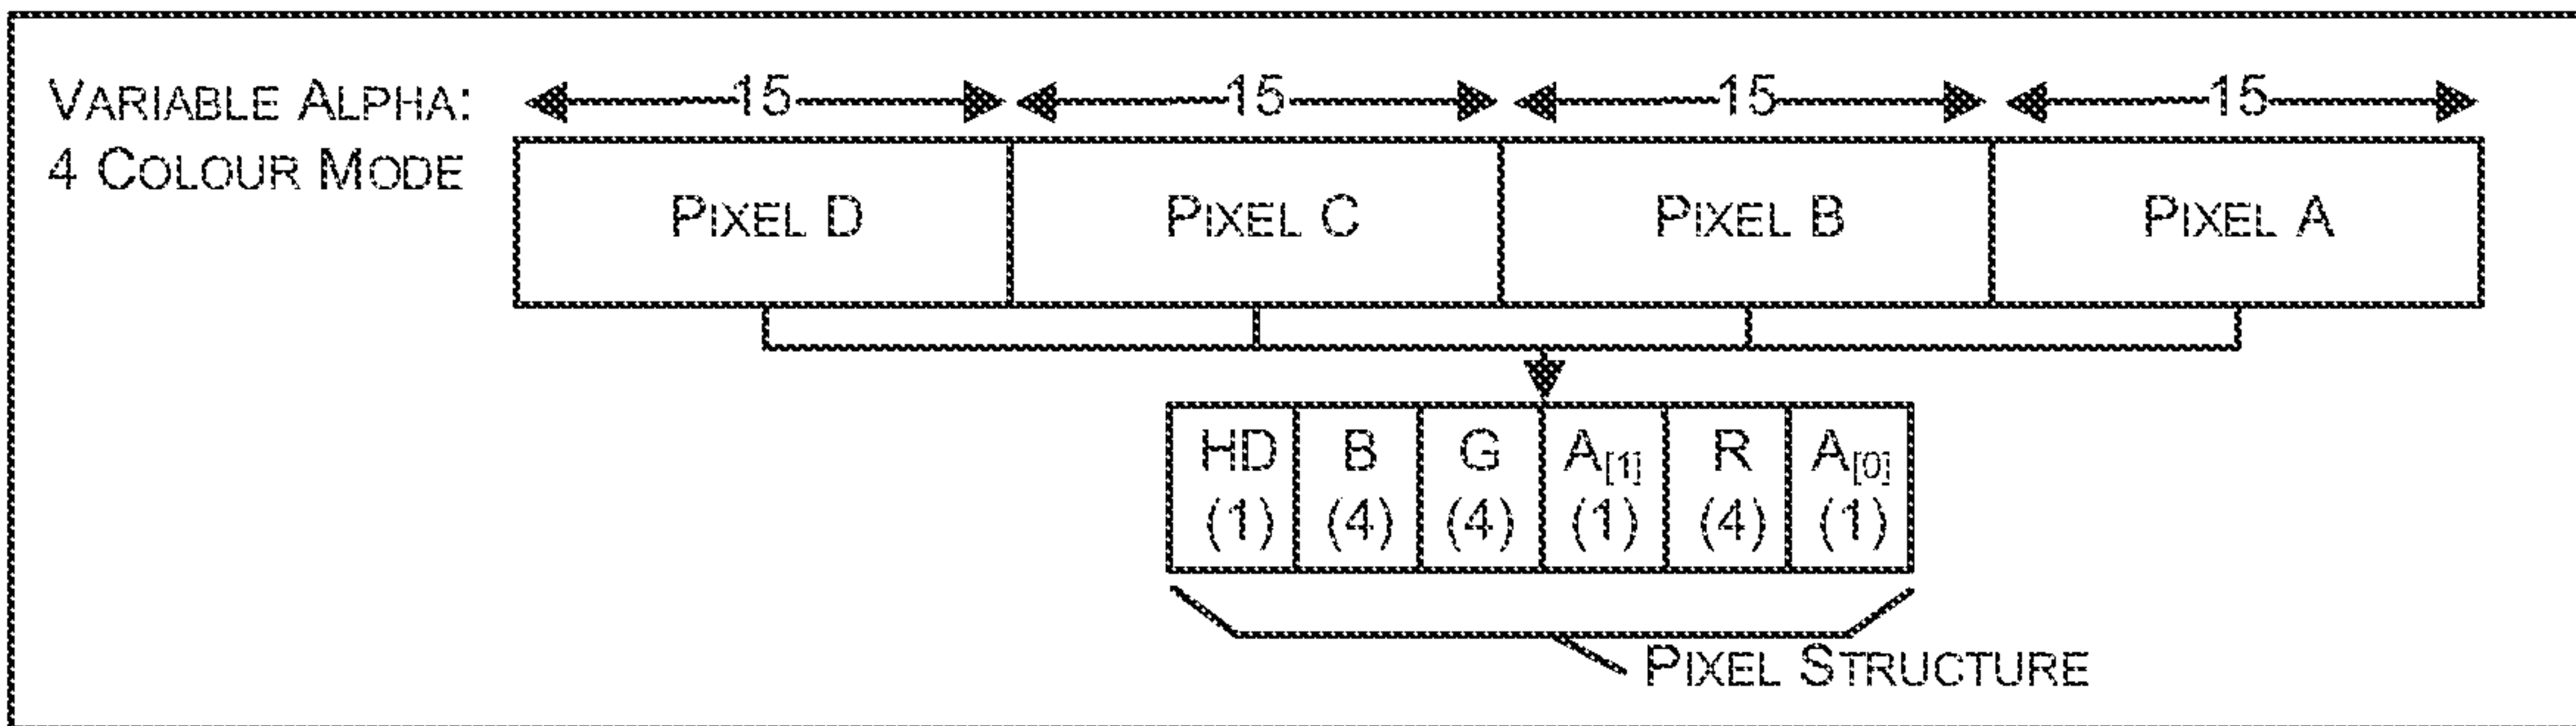 VARIABLE ALPHA:
4 COLOUR MODE
15 15 15 15
PIXEL D PIXEL C PIXEL B PIXEL A
HD B G A[1] R A[0]
(1) (4) (4) (1) (4) (1)
PIXEL STRUCTURE